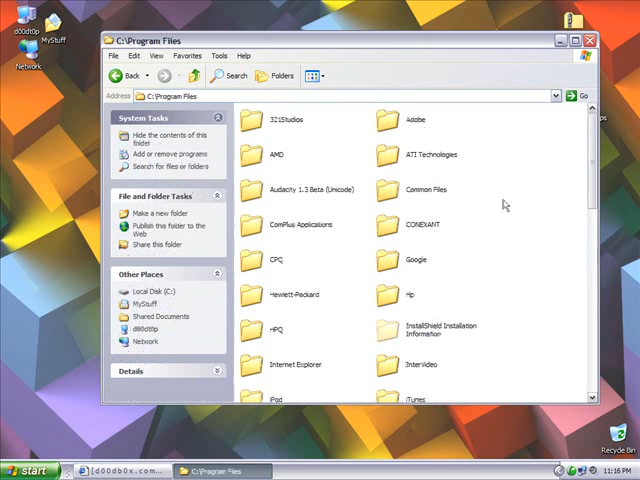 d00dt0p
MyStuff
Network
C:\Program Files
File Edit View Favorites Tools Help
Back Search Folders
Address C:\Program Files Go
System Tasks
Hide the contents of this
folder
Add or remove programs
Search for files or folders
File and Folder Tasks
Make a new folder
Publish this folder to the
Web
Share this folder
Other Places
Local Disk (C:)
MyStuff
Shared Documents
d00dt0p
Network
Details
321Studios
Adobe
AMD
ATI Technologies
Audacity 1.3 Beta (Unicode)
Common Files
ComPlus Applications
CONEXANT
CPQ
Google
Hewlett-Packard
Hp
HPQ
InstallShield Installation
Information
Internet Explorer
InterVideo
iPod
iTunes
Recycle Bin
start
[d00db0x.com...
C:\Program Files
11:16 PM